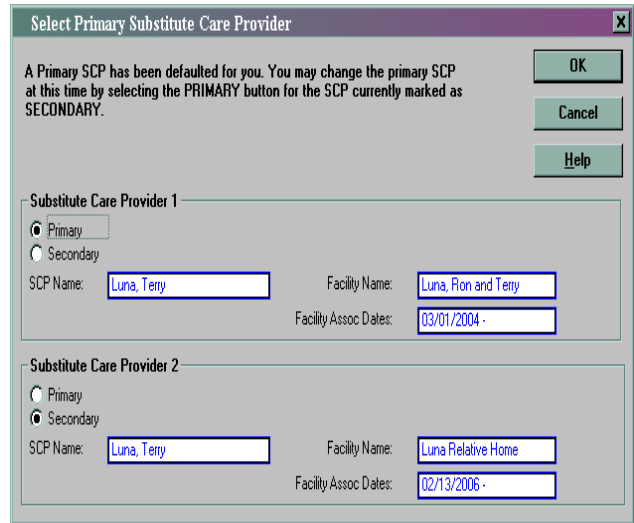 Select Primary Substitute Care Provider
A Primary SCP has been defaulted for you. You may change the primary SCP
at this time by selecting the PRIMARY button for the SCP currently marked as
SECONDARY.
OK
Cancel
Help
Substitute Care Provider 1
Primary
Secondary
SCP Name: Luna, Terry Facility Name: Luna, Ron and Terry
Facility Assoc Dates: 03/01/2004 -
Substitute Care Provider 2
Primary
Secondary
SCP Name: Luna, Terry Facility Name: Luna Relative Home
Facility Assoc Dates: 02/13/2006 -